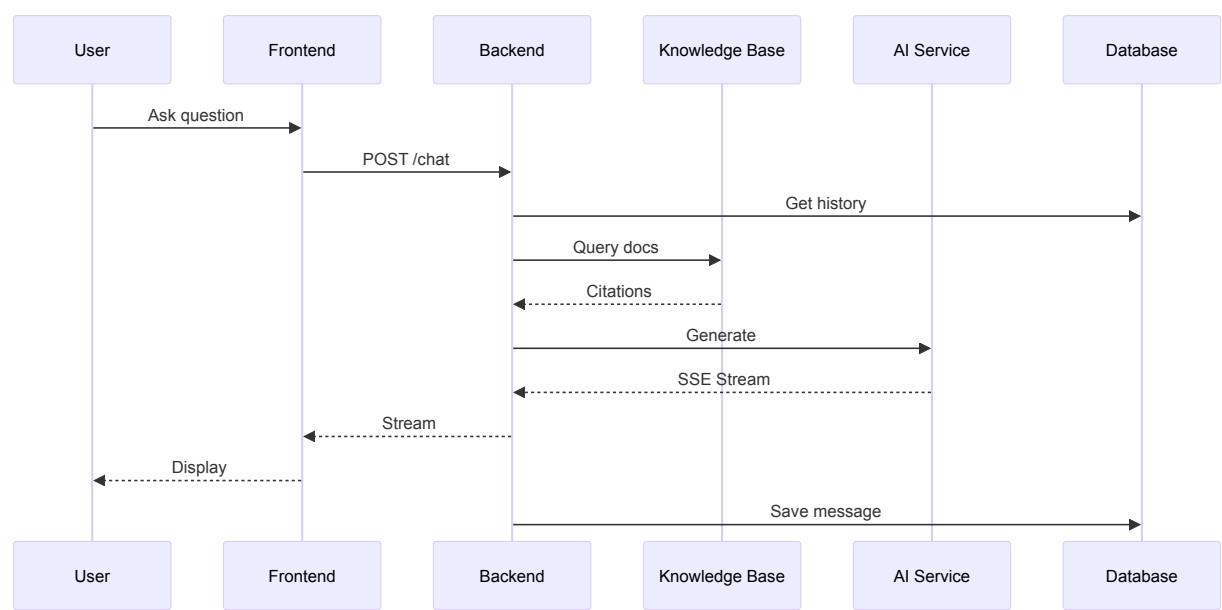 User
Frontend
Backend
Knowledge Base
AI Service
Database
Ask question
POST /chat
Get history
Query docs
Citations
Generate
SSE Stream
Stream
Display
Save message
User
Frontend
Backend
Knowledge Base
AI Service
Database